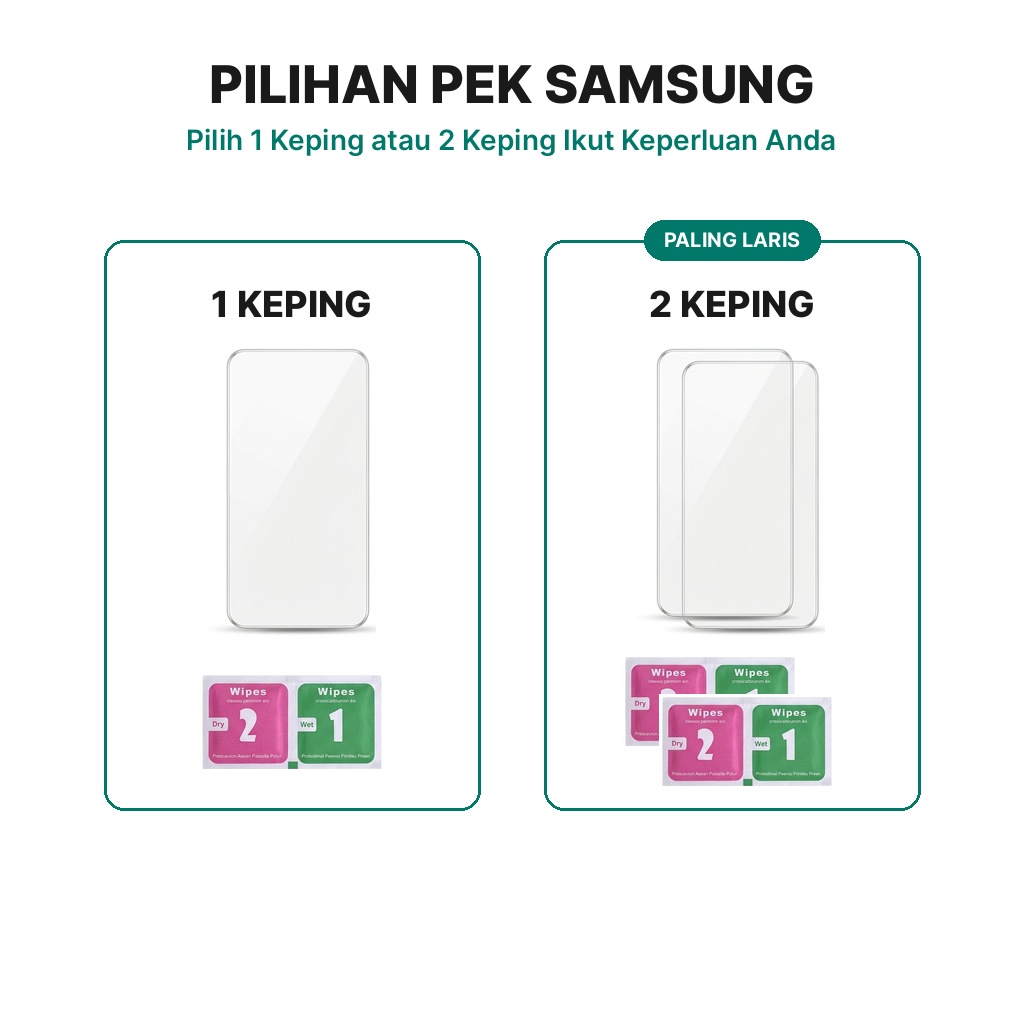 PILIHAN PEK SAMSUNG
Pilih 1 Keping atau 2 Keping Ikut Keperluan Anda
1 KEPING
Wipes
Dry
2
Wipes
Wet
1
PALING LARIS
2 KEPING
Wipes
Wipes
Dry
Wipes
Dry
2
Wipes
Wet
1